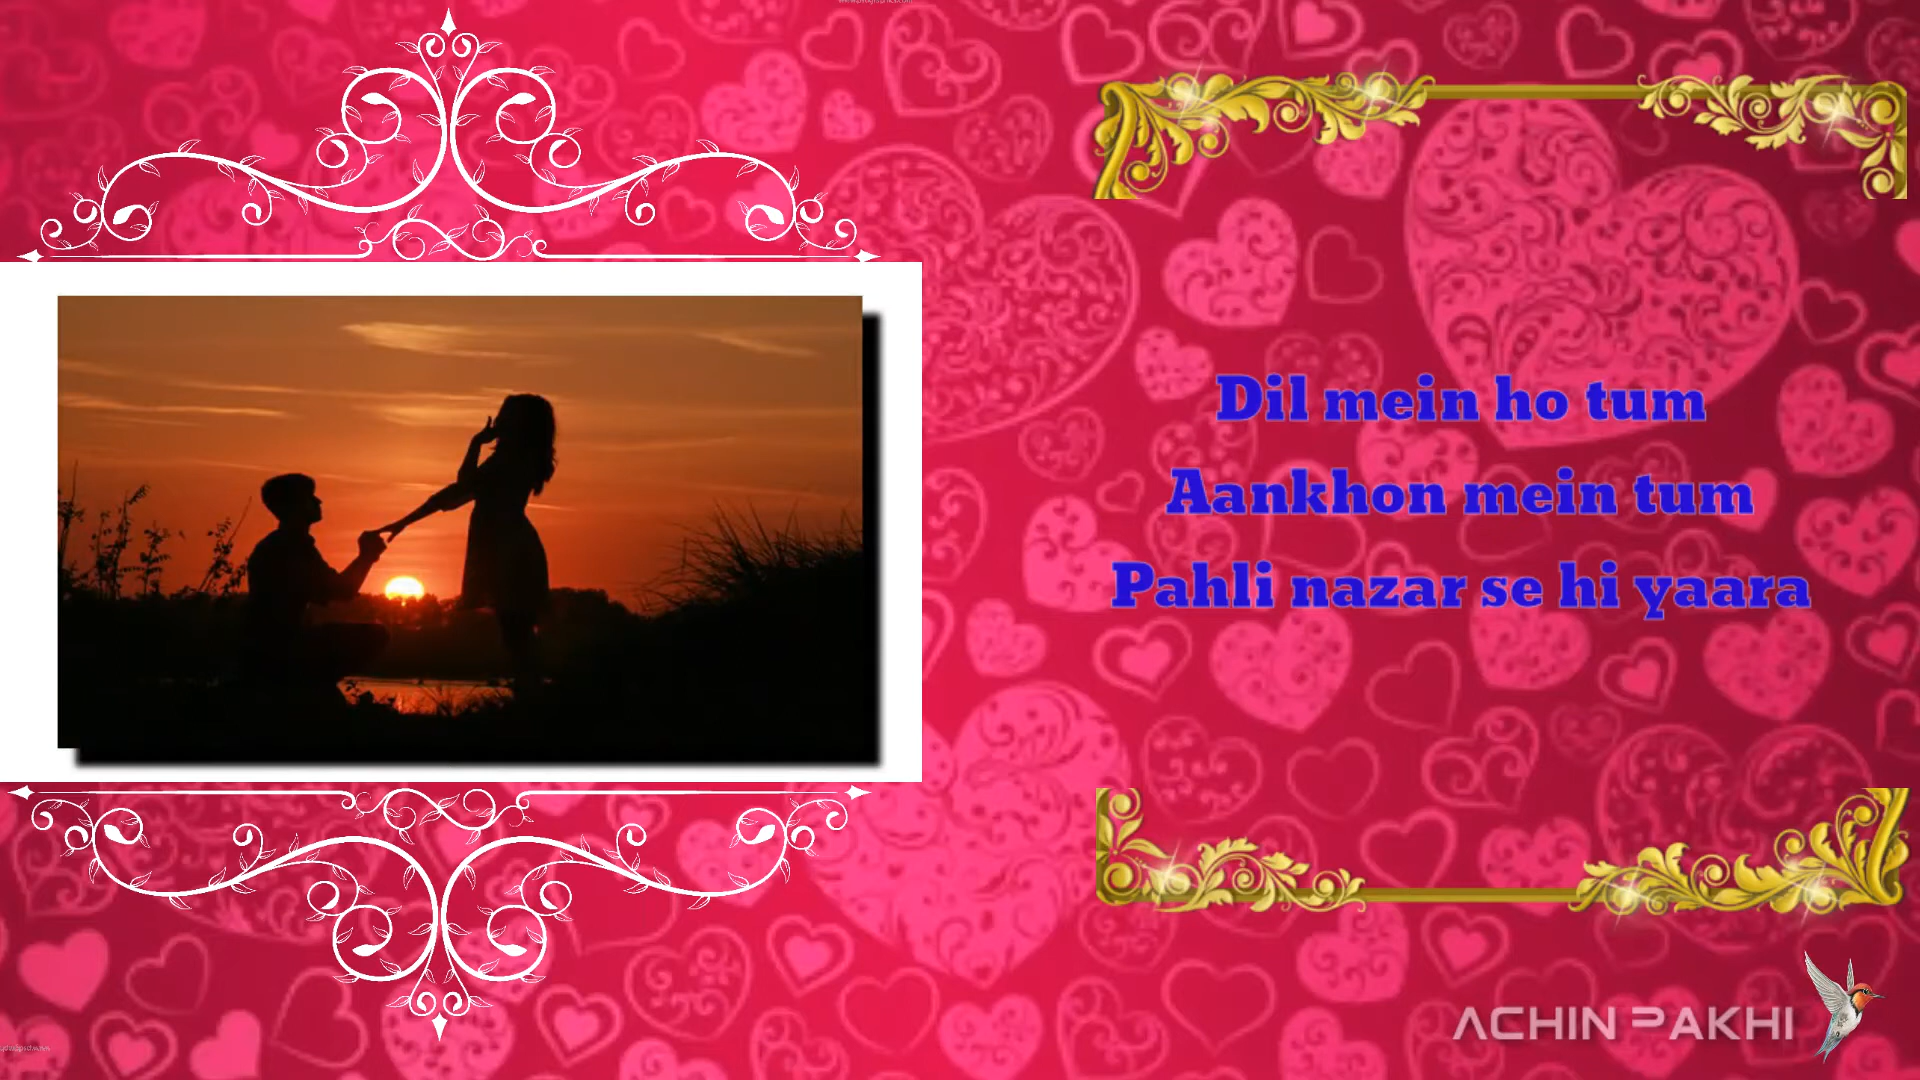 Dil mein ho tum
Aankhon mein tum
Pahli nazar se hi yaara
ACHIN PAKHI